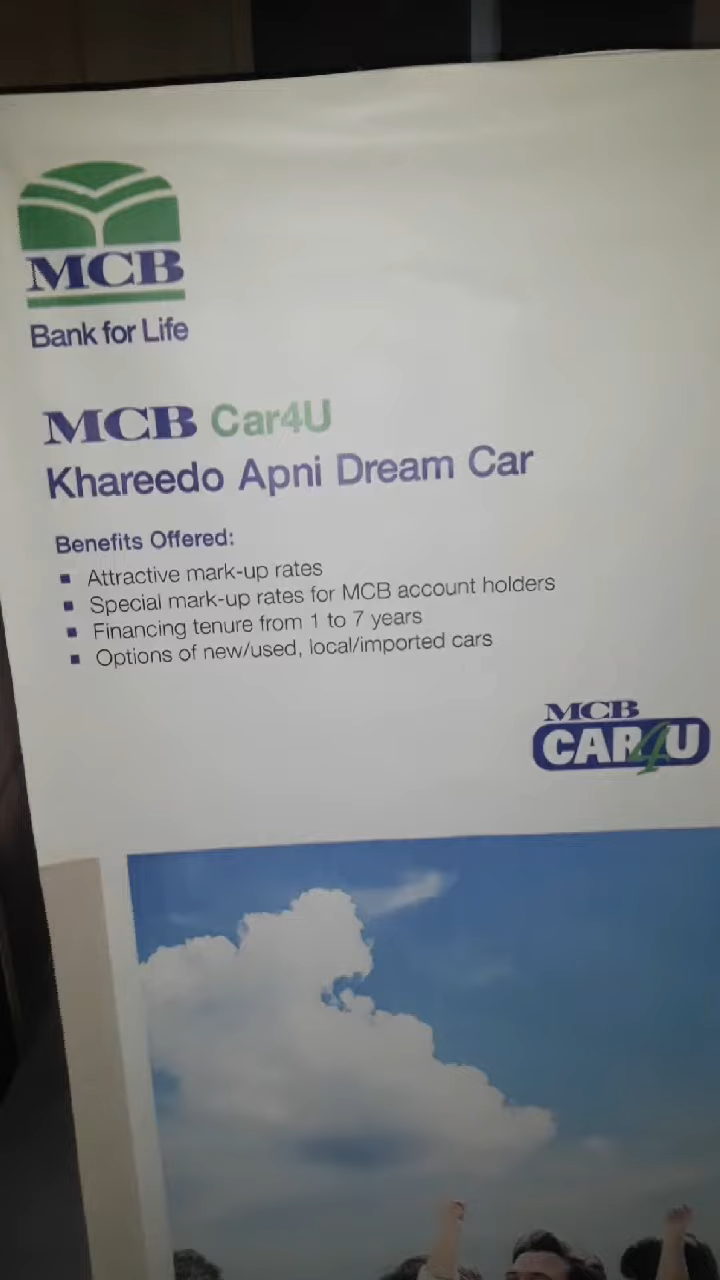 MCB
Bank for Life
MCB Car4U
Khareedo Apni Dream Car
Benefits Offered:
▪ Attractive mark-up rates
▪ Special mark-up rates for MCB account holders
▪ Financing tenure from 1 to 7 years
▪ Options of new/used, local/imported cars
MCB
CAR4U